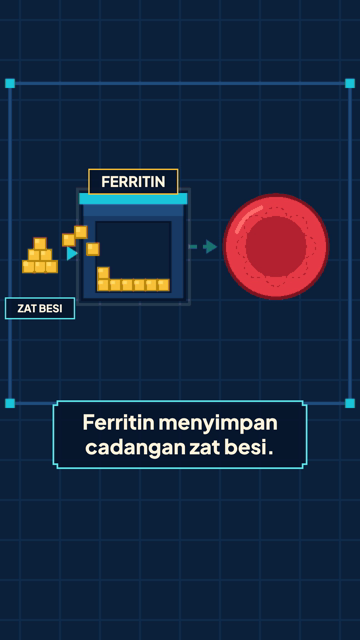 FERRITIN
ZAT BESI
Ferritin menyimpan
cadangan zat besi.